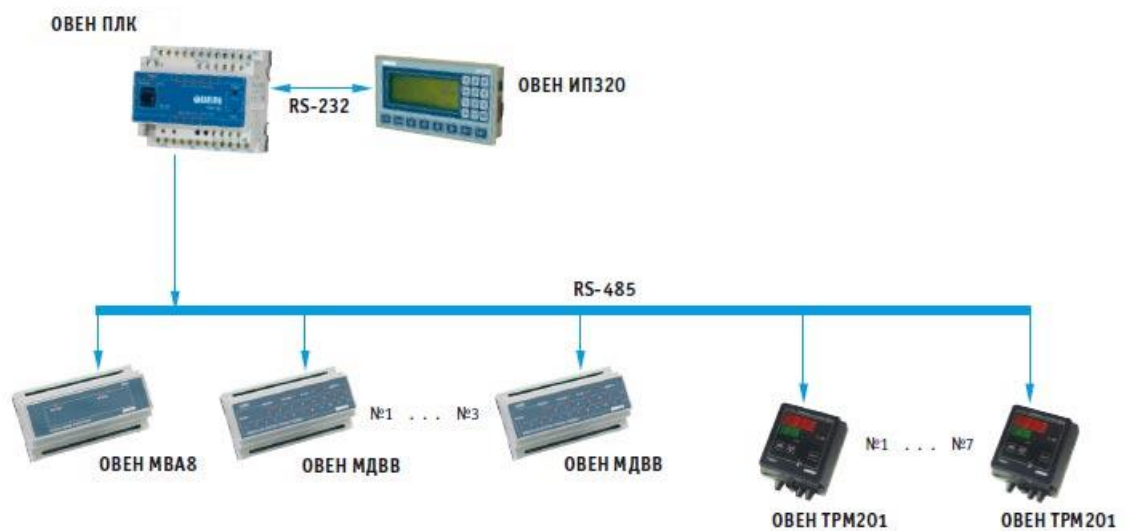 ОВЕН ПЛК
ОВЕН ИП320
RS-232
RS-485
№1 . . . №3
№1 . . . №7
ОВЕН МВА8
ОВЕН МДВВ
ОВЕН МДВВ
ОВЕН ТРМ201
ОВЕН ТРМ201